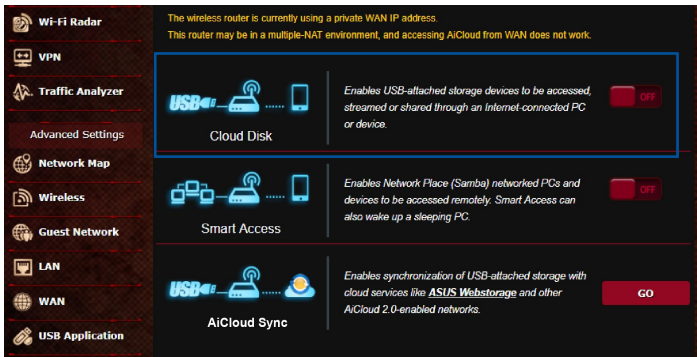 Wi-Fi Radar
VPN
Traffic Analyzer
Advanced Settings
Network Map
Wireless
Guest Network
LAN
WAN
USB Application
The wireless router is currently using a private WAN IP address.
This router may be in a multiple-NAT environment, and accessing AiCloud from WAN does not work.
USB
Cloud Disk
Enables USB-attached storage devices to be accessed,
streamed or shared through an Internet-connected PC
or device.
OFF
Smart Access
Enables Network Place (Samba) networked PCs and
devices to be accessed remotely. Smart Access can
also wake up a sleeping PC.
OFF
USB
AiCloud Sync
Enables synchronization of USB-attached storage with
cloud services like ASUS Webstorage and other
AiCloud 2.0-enabled networks.
GO